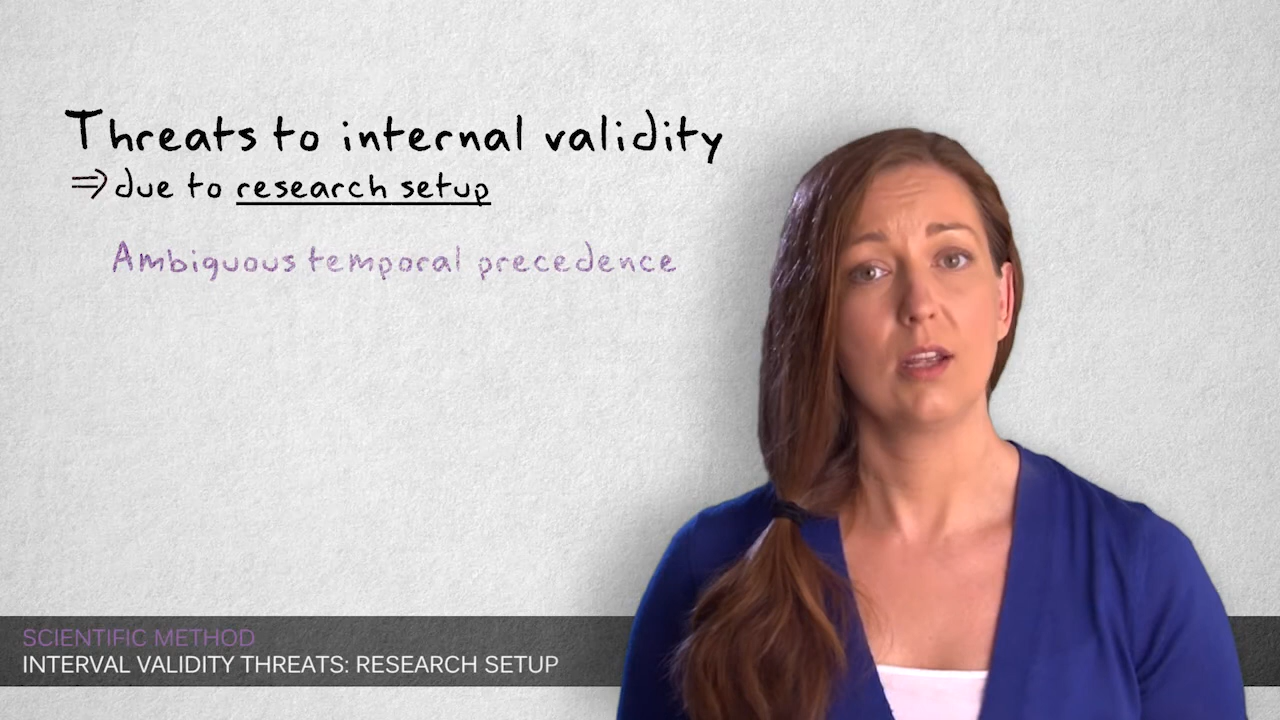 Threats to internal validity
⇒ due to research setup
Ambiguous temporal precedence
SCIENTIFIC METHOD
INTERVAL VALIDITY THREATS: RESEARCH SETUP